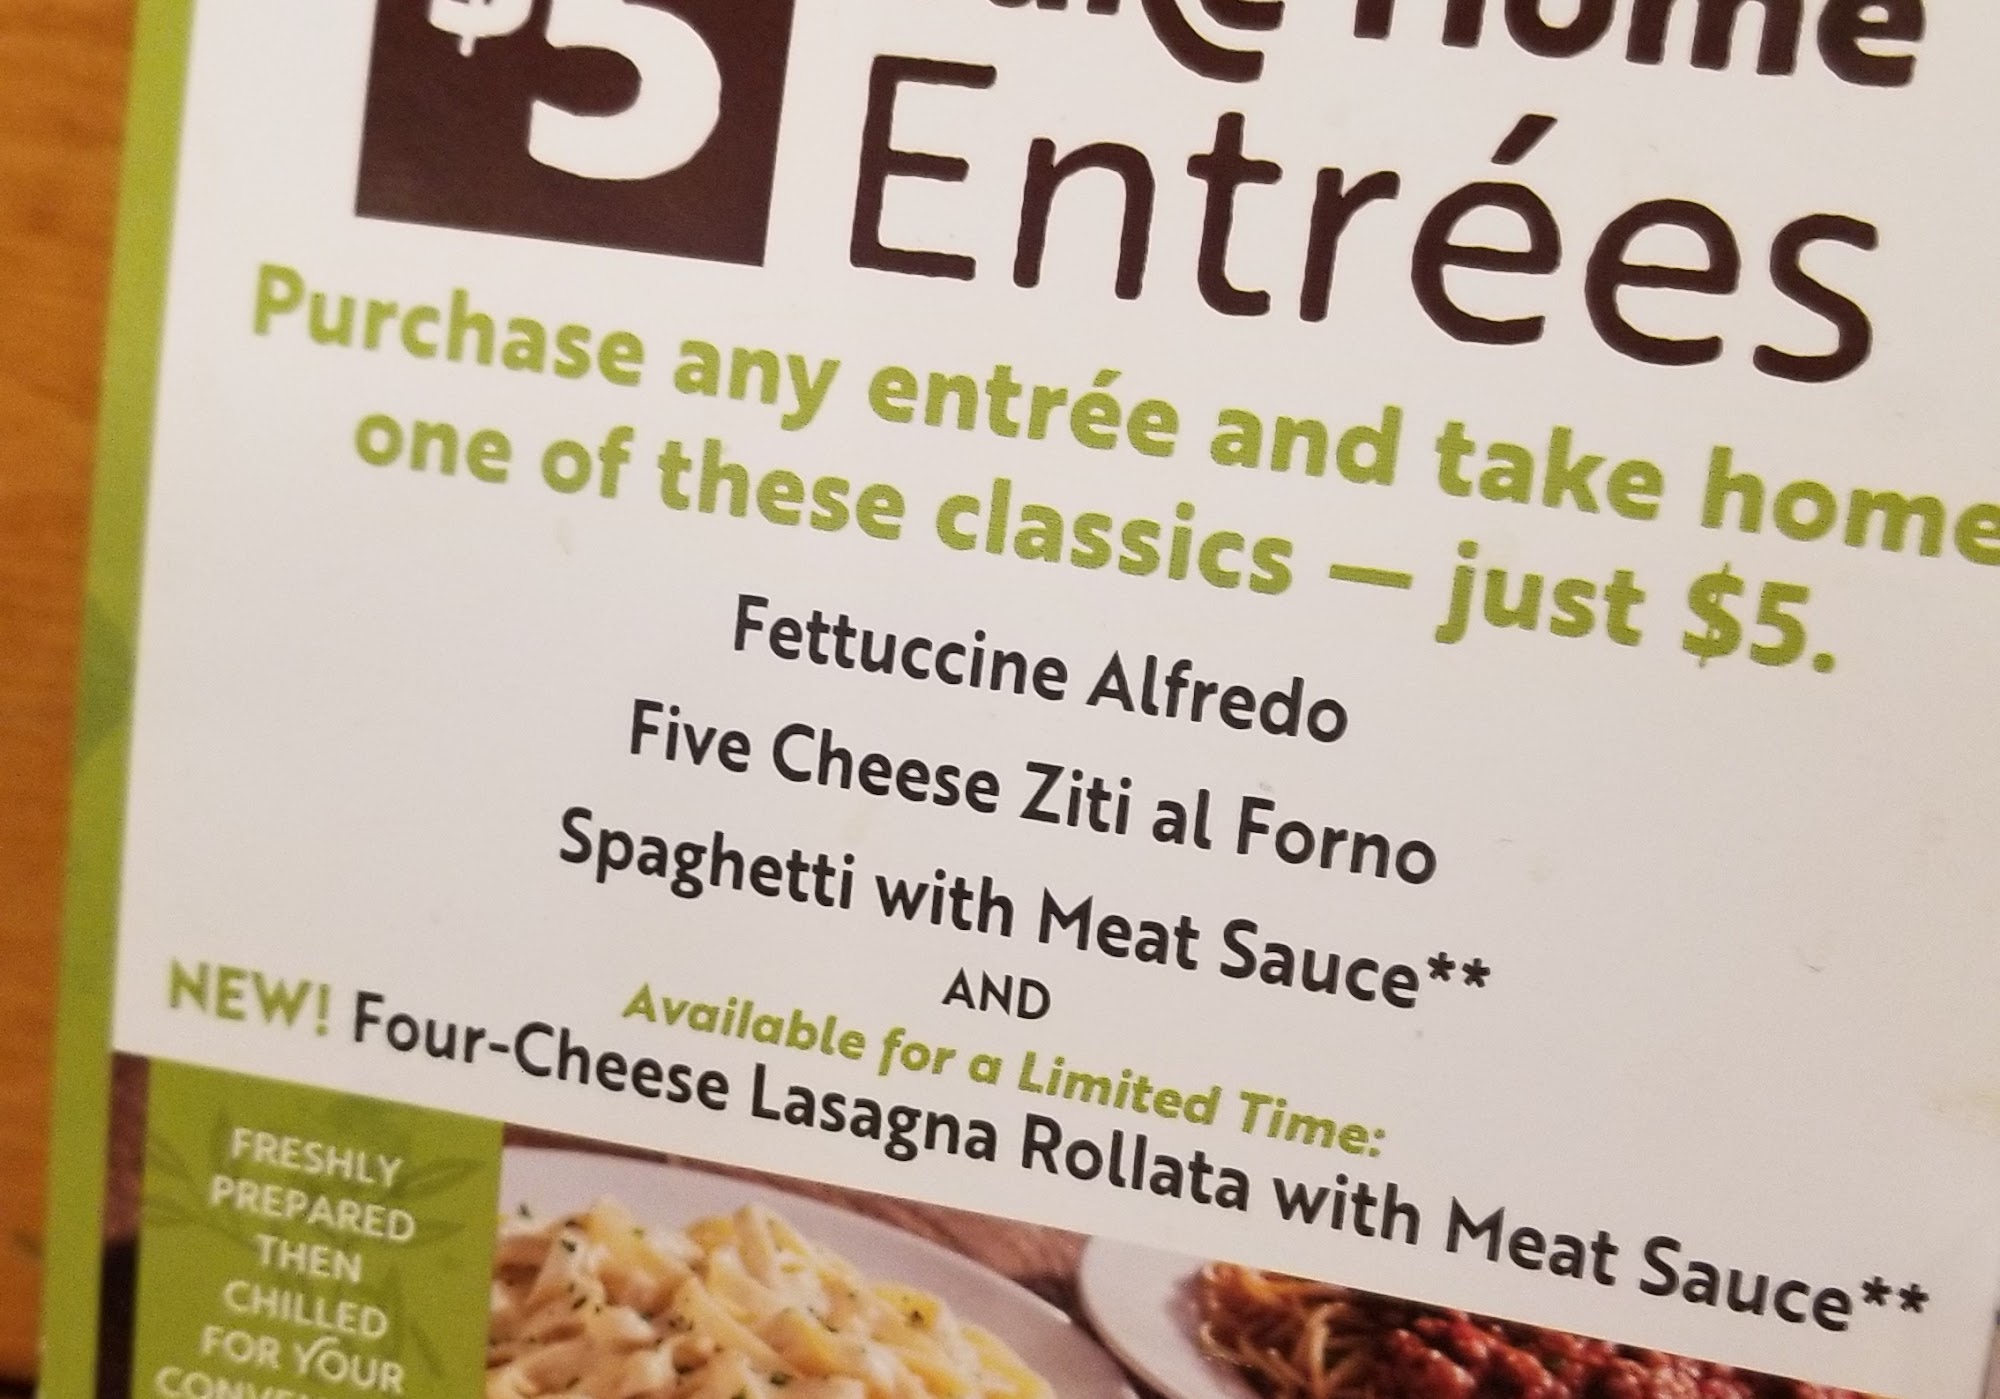 $5 Take Home
Entrées
Purchase any entrée and take home
one of these classics — just $5.
Fettuccine Alfredo
Five Cheese Ziti al Forno
Spaghetti with Meat Sauce**
AND
Available for a Limited Time:
NEW! Four-Cheese Lasagna Rollata with Meat Sauce**
FRESHLY
PREPARED
THEN
CHILLED
FOR YOUR